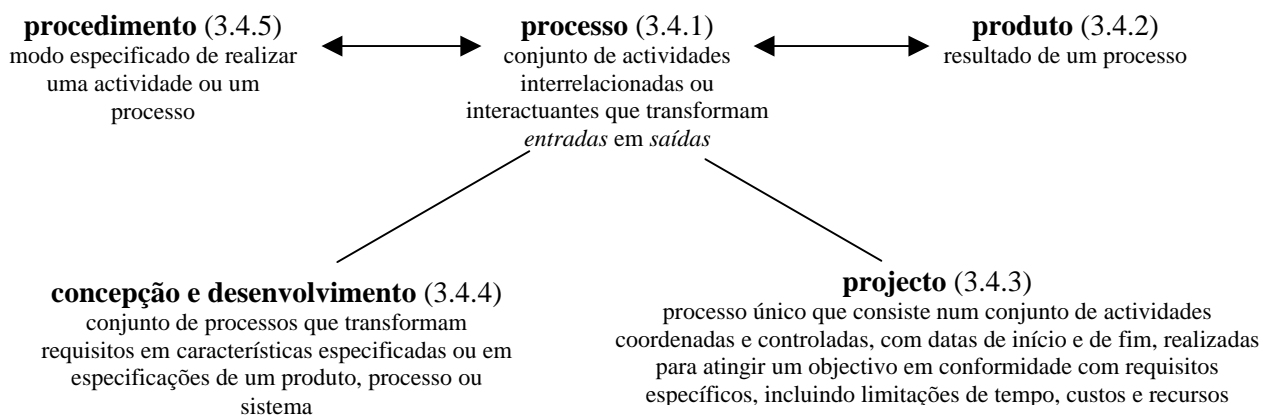 procedimento (3.4.5)
modo especificado de realizar
uma actividade ou um
processo
processo (3.4.1)
conjunto de actividades
interrelacionadas ou
interactuantes que transformam
entradas em saídas
produto (3.4.2)
resultado de um processo
concepção e desenvolvimento (3.4.4)
conjunto de processos que transformam
requisitos em características especificadas ou em
especificações de um produto, processo ou
sistema
projecto (3.4.3)
processo único que consiste num conjunto de actividades
coordenadas e controladas, com datas de início e de fim, realizadas
para atingir um objectivo em conformidade com requisitos
específicos, incluindo limitações de tempo, custos e recursos